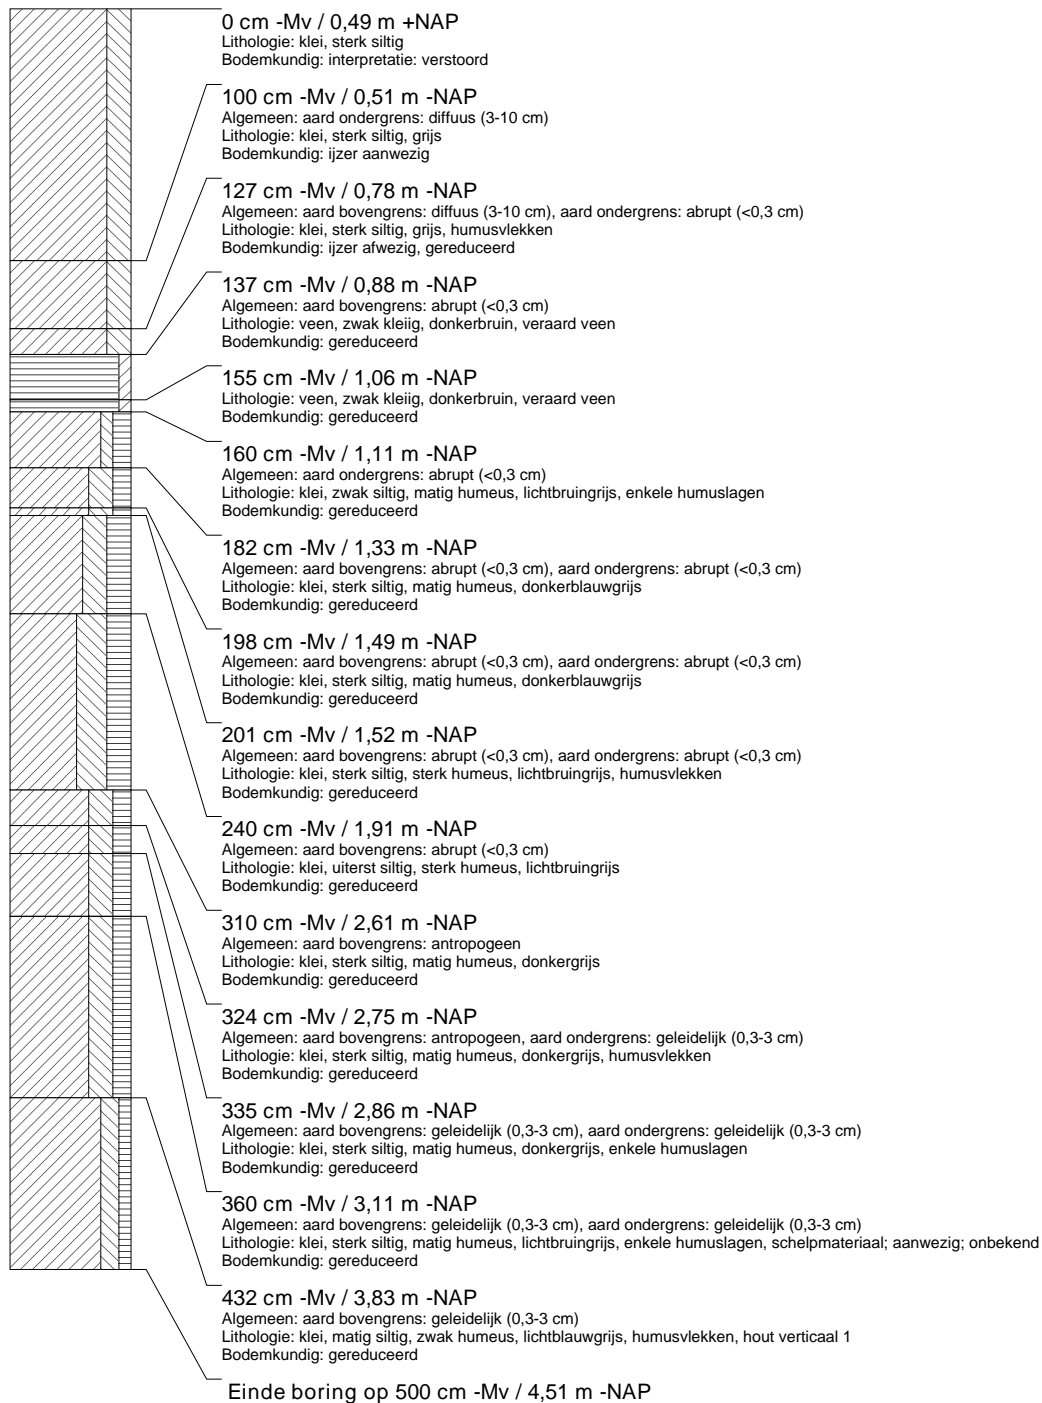 0 cm -Mv / 0,49 m +NAP
Lithologie: klei, sterk siltig
Bodemkundig: interpretatie: verstoord
100 cm -Mv / 0,51 m -NAP
Algemeen: aard ondergrens: diffuus (3-10 cm)
Lithologie: klei, sterk siltig, grijs
Bodemkundig: ijzer aanwezig
127 cm -Mv / 0,78 m -NAP
Algemeen: aard bovengrens: diffuus (3-10 cm), aard ondergrens: abrupt (<0,3 cm)
Lithologie: klei, sterk siltig, grijs, humusvlekken
Bodemkundig: ijzer afwezig, gereduceerd
137 cm -Mv / 0,88 m -NAP
Algemeen: aard bovengrens: abrupt (<0,3 cm)
Lithologie: veen, zwak kleiig, donkerbruin, veraard veen
Bodemkundig: gereduceerd
155 cm -Mv / 1,06 m -NAP
Lithologie: veen, zwak kleiig, donkerbruin, veraard veen
Bodemkundig: gereduceerd
160 cm -Mv / 1,11 m -NAP
Algemeen: aard ondergrens: abrupt (<0,3 cm)
Lithologie: klei, zwak siltig, matig humeus, lichtbruingrijs, enkele humuslagen
Bodemkundig: gereduceerd
182 cm -Mv / 1,33 m -NAP
Algemeen: aard bovengrens: abrupt (<0,3 cm), aard ondergrens: abrupt (<0,3 cm)
Lithologie: klei, sterk siltig, matig humeus, donkerblauwgrijs
Bodemkundig: gereduceerd
198 cm -Mv / 1,49 m -NAP
Algemeen: aard bovengrens: abrupt (<0,3 cm), aard ondergrens: abrupt (<0,3 cm)
Lithologie: klei, sterk siltig, matig humeus, donkerblauwgrijs
Bodemkundig: gereduceerd
201 cm -Mv / 1,52 m -NAP
Algemeen: aard bovengrens: abrupt (<0,3 cm), aard ondergrens: abrupt (<0,3 cm)
Lithologie: klei, sterk siltig, sterk humeus, lichtbruingrijs, humusvlekken
Bodemkundig: gereduceerd
240 cm -Mv / 1,91 m -NAP
Algemeen: aard bovengrens: abrupt (<0,3 cm)
Lithologie: klei, uiterst siltig, sterk humeus, lichtbruingrijs
Bodemkundig: gereduceerd
310 cm -Mv / 2,61 m -NAP
Algemeen: aard bovengrens: antropogeen
Lithologie: klei, sterk siltig, matig humeus, donkergrijs
Bodemkundig: gereduceerd
324 cm -Mv / 2,75 m -NAP
Algemeen: aard bovengrens: antropogeen, aard ondergrens: geleidelijk (0,3-3 cm)
Lithologie: klei, sterk siltig, matig humeus, donkergrijs, humusvlekken
Bodemkundig: gereduceerd
335 cm -Mv / 2,86 m -NAP
Algemeen: aard bovengrens: geleidelijk (0,3-3 cm), aard ondergrens: geleidelijk (0,3-3 cm)
Lithologie: klei, sterk siltig, matig humeus, donkergrijs, enkele humuslagen
Bodemkundig: gereduceerd
360 cm -Mv / 3,11 m -NAP
Algemeen: aard bovengrens: geleidelijk (0,3-3 cm), aard ondergrens: geleidelijk (0,3-3 cm)
Lithologie: klei, sterk siltig, matig humeus, lichtbruingrijs, enkele humuslagen, schelpmateriaal; aanwezig; onbekend
Bodemkundig: gereduceerd
432 cm -Mv / 3,83 m -NAP
Algemeen: aard bovengrens: geleidelijk (0,3-3 cm)
Lithologie: klei, matig siltig, zwak humeus, lichtblauwgrijs, humusvlekken, hout verticaal 1
Bodemkundig: gereduceerd
Einde boring op 500 cm -Mv / 4,51 m -NAP